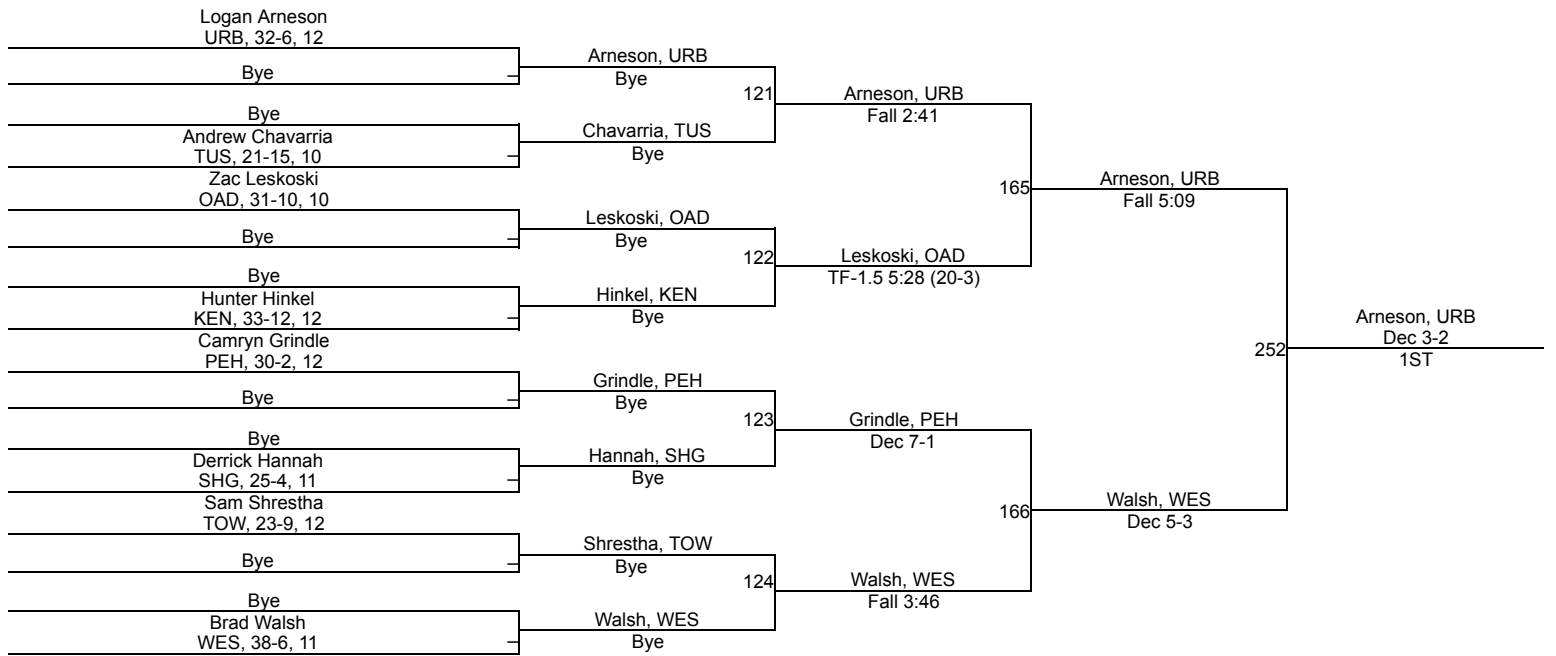 Logan Arneson
URB, 32-6, 12
Bye
Bye
Andrew Chavarria
TUS, 21-15, 10
Zac Leskoski
OAD, 31-10, 10
Bye
Bye
Hunter Hinkel
KEN, 33-12, 12
Camryn Grindle
PEH, 30-2, 12
Bye
Bye
Derrick Hannah
SHG, 25-4, 11
Sam Shrestha
TOW, 23-9, 12
Bye
Bye
Brad Walsh
WES, 38-6, 11
Arneson, URB
Bye
121
Chavarria, TUS
Bye
Leskoski, OAD
Bye
122
Hinkel, KEN
Bye
Grindle, PEH
Bye
123
Hannah, SHG
Bye
Shrestha, TOW
Bye
124
Walsh, WES
Bye
Arneson, URB
Fall 2:41
165
Leskoski, OAD
TF-1.5 5:28 (20-3)
Grindle, PEH
Dec 7-1
166
Walsh, WES
Fall 3:46
Arneson, URB
Fall 5:09
252
Walsh, WES
Dec 5-3
Arneson, URB
Dec 3-2
1ST